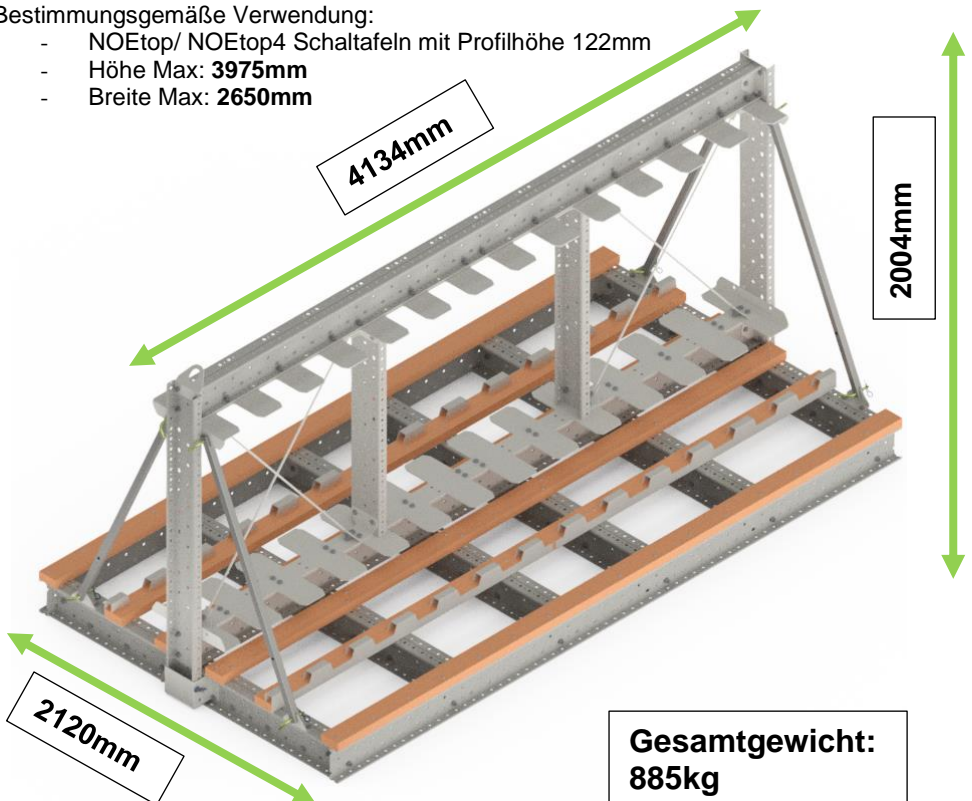 Bestimmungsgemäße Verwendung:
- NOEtop/ NOEtop4 Schaltafeln mit Profilhöhe 122mm
- Höhe Max: 3975mm
- Breite Max: 2650mm
4134mm
2004mm
2120mm
Gesamtgewicht:
885kg